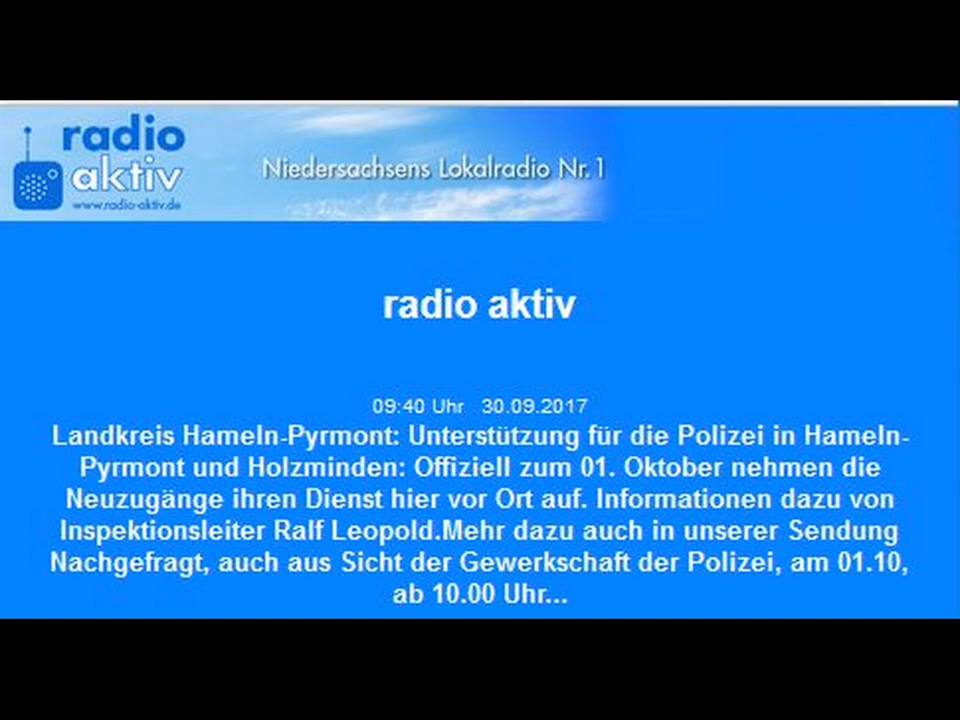 radio
aktiv
www.radio-aktiv.de
Niedersachsens Lokalradio Nr.1
radio aktiv
09:40 Uhr 30.09.2017
Landkreis Hameln-Pyrmont: Unterstützung für die Polizei in Hameln-
Pyrmont und Holzminden: Offiziell zum 01. Oktober nehmen die
Neuzugänge ihren Dienst hier vor Ort auf. Informationen dazu von
Inspektionsleiter Ralf Leopold.Mehr dazu auch in unserer Sendung
Nachgefragt, auch aus Sicht der Gewerkschaft der Polizei, am 01.10,
ab 10.00 Uhr...